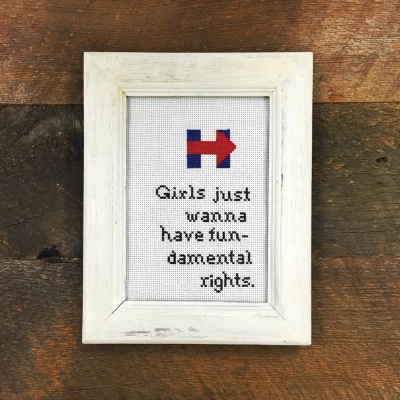 H
Girls just
wanna
have fun-
damental
rights.